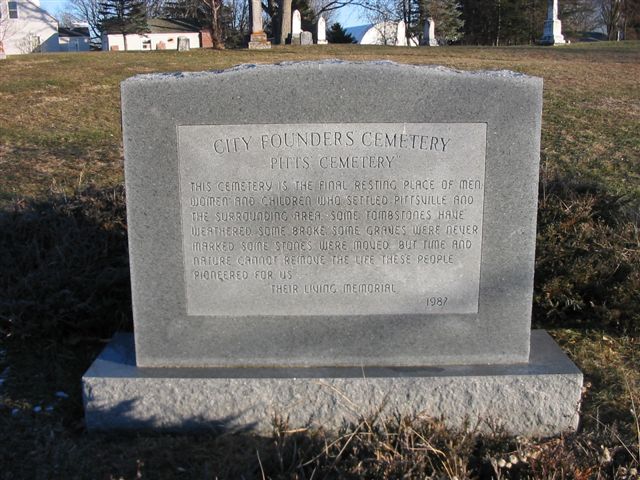 CITY FOUNDERS CEMETERY
"PITTS CEMETERY"
THIS CEMETERY IS THE FINAL RESTING PLACE OF MEN,
WOMEN AND CHILDREN WHO SETTLED PITTSVILLE AND
THE SURROUNDING AREA. SOME TOMBSTONES HAVE
WEATHERED. SOME BROKE. SOME GRAVES WERE NEVER
MARKED. SOME STONES WERE MOVED. BUT TIME AND
NATURE CANNOT REMOVE THE LIFE THESE PEOPLE
PIONEERED FOR US.
THEIR LIVING MEMORIAL
1987